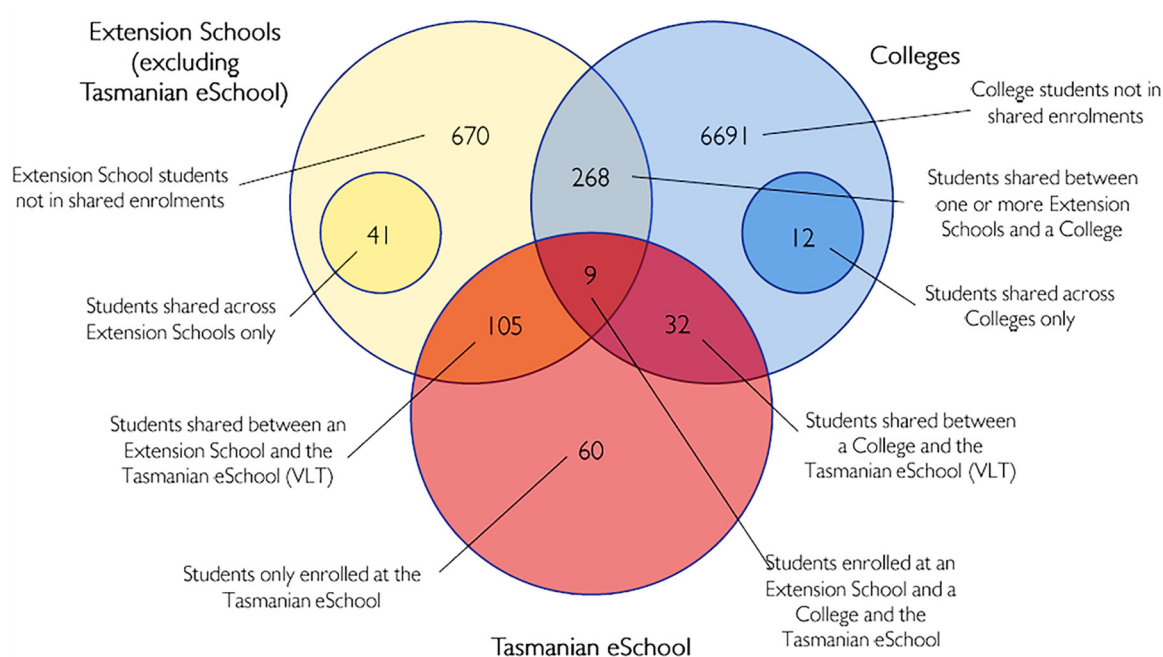 Extension Schools
(excluding
Tasmanian eSchool)
Colleges
College students not in
shared enrolments
670
6691
Extension School students
not in shared enrolments
268
Students shared between
one or more Extension
Schools and a College
41
12
9
Students shared across
Extension Schools only
Students shared across
Colleges only
105
32
Students shared between an
Extension School and the
Tasmanian eSchool (VLT)
Students shared between
a College and the
Tasmanian eSchool (VLT)
60
Students only enrolled at the
Tasmanian eSchool
Students enrolled at an
Extension School and a
College and the
Tasmanian eSchool
Tasmanian eSchool